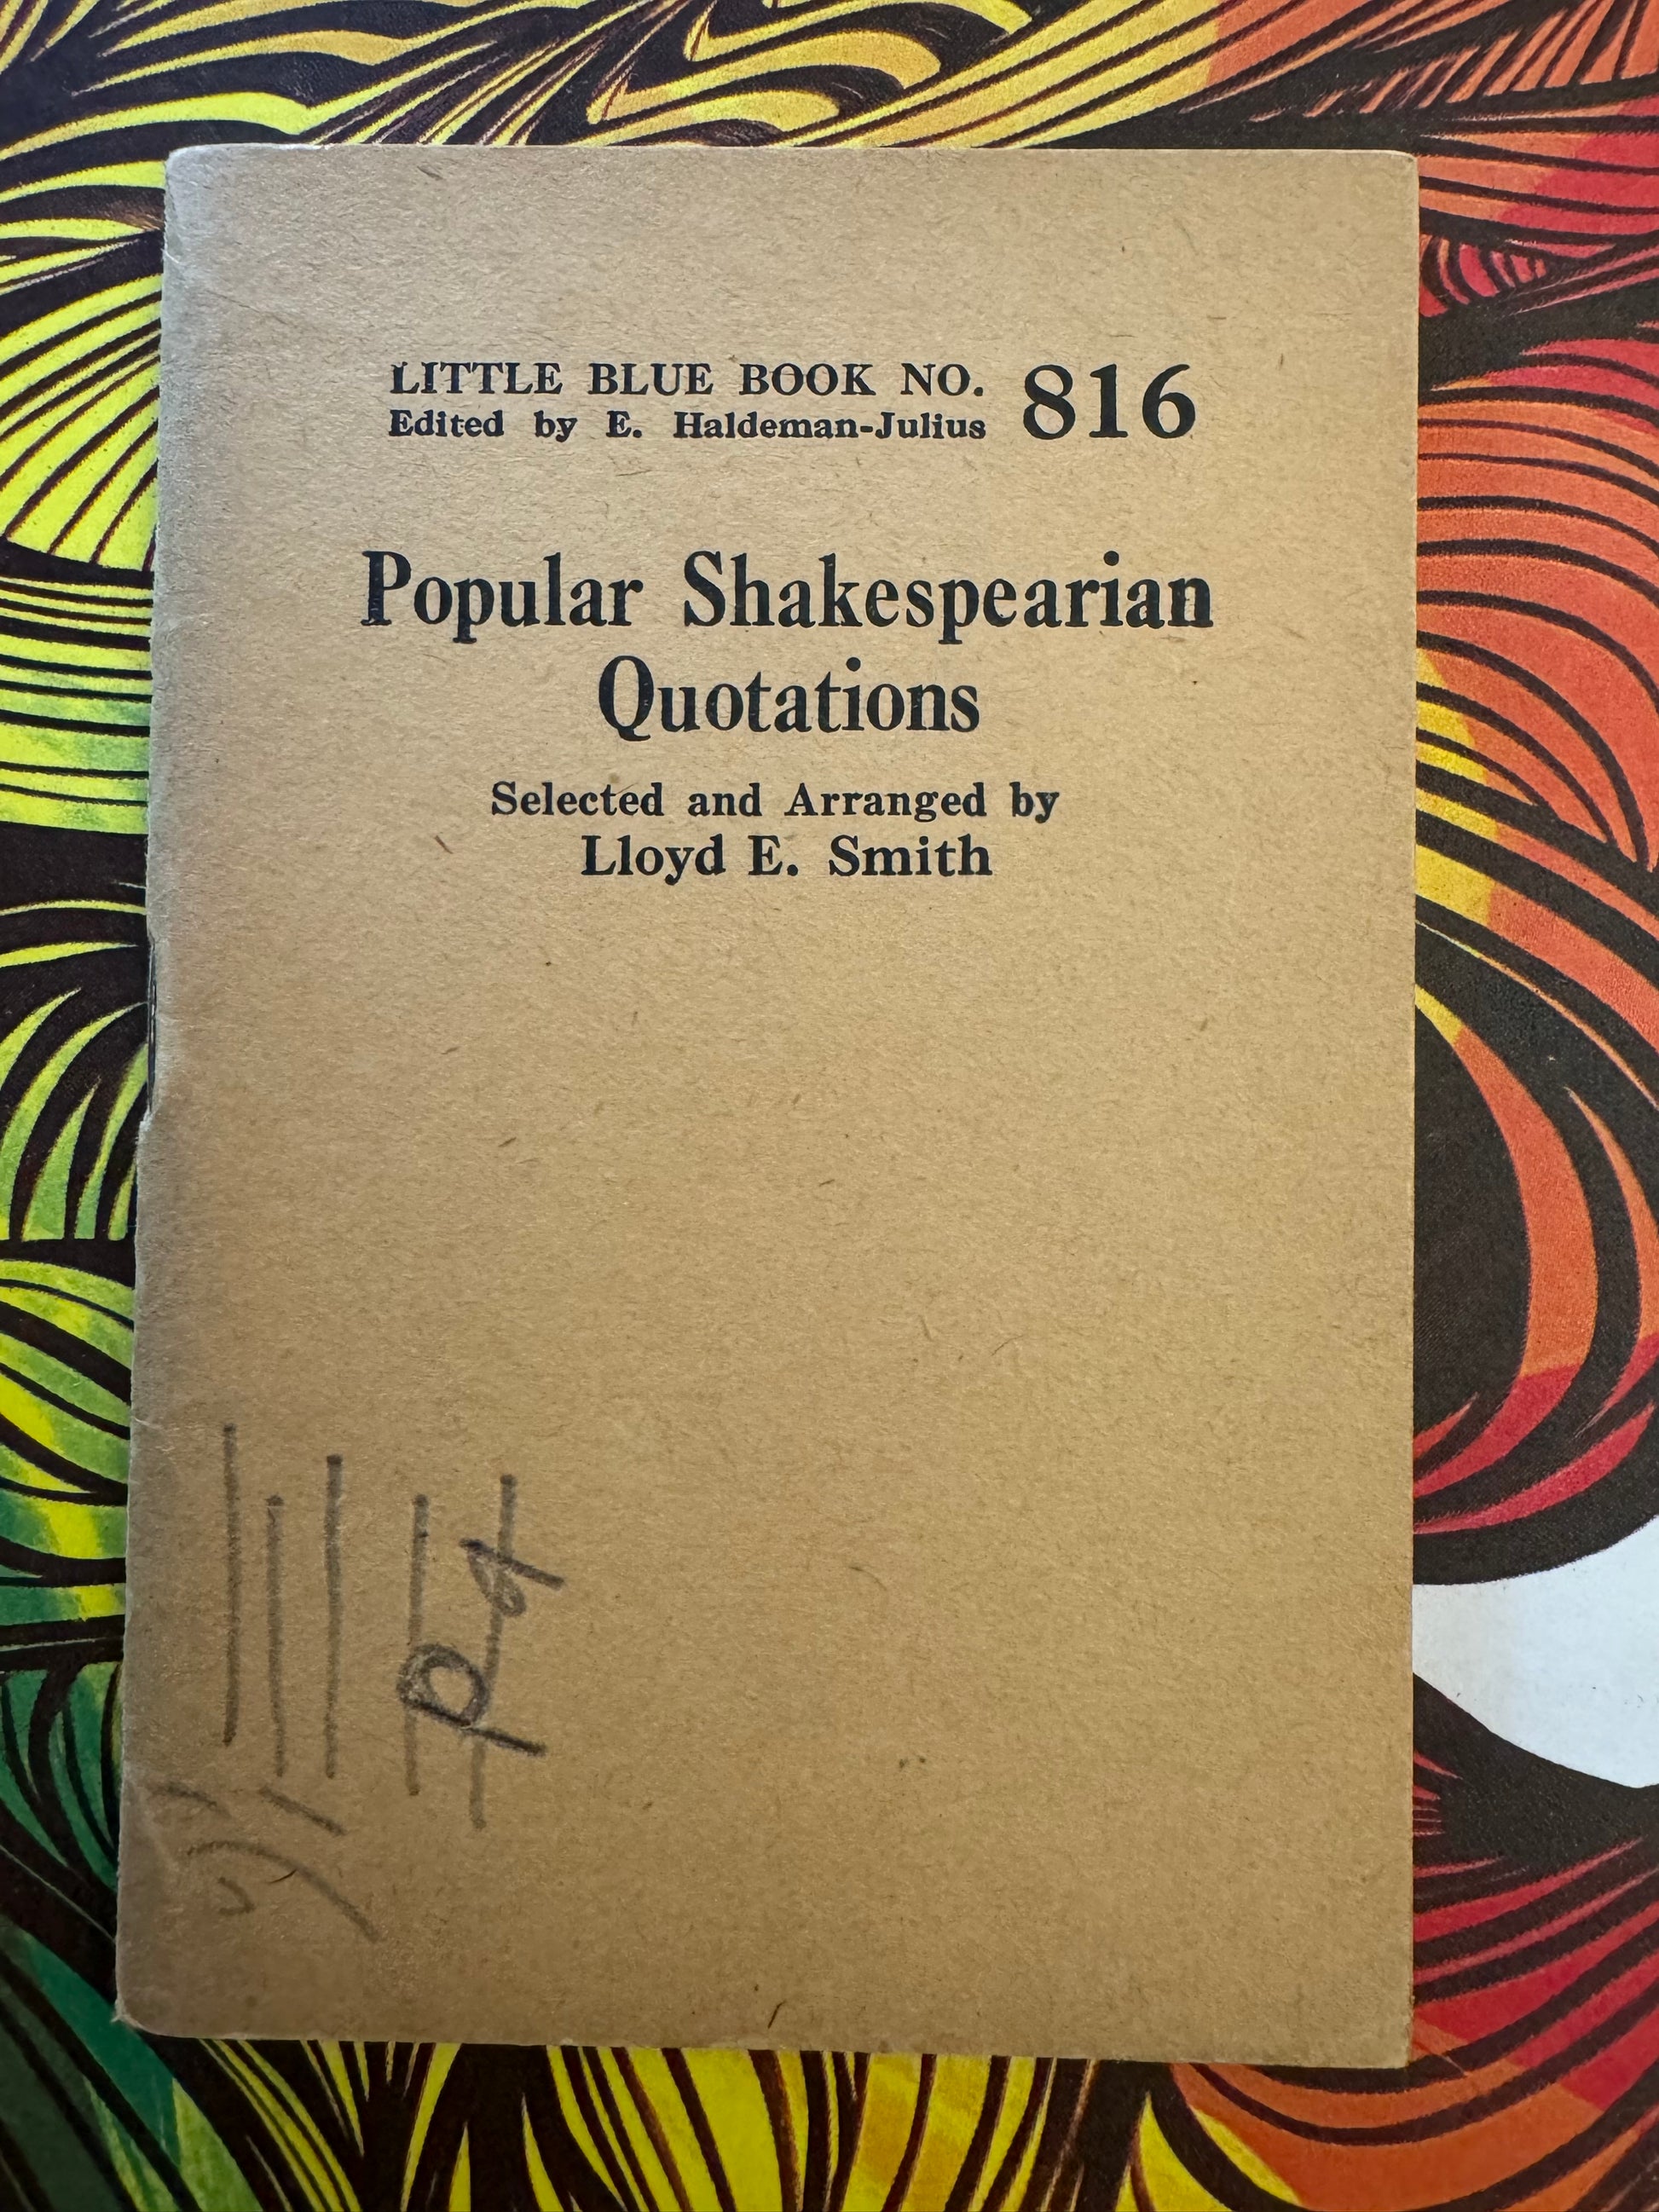 LITTLE BLUE BOOK NO. 816
Edited by E. Haldeman-Julius
Popular Shakespearian
Quotations
Selected and Arranged by
Lloyd E. Smith